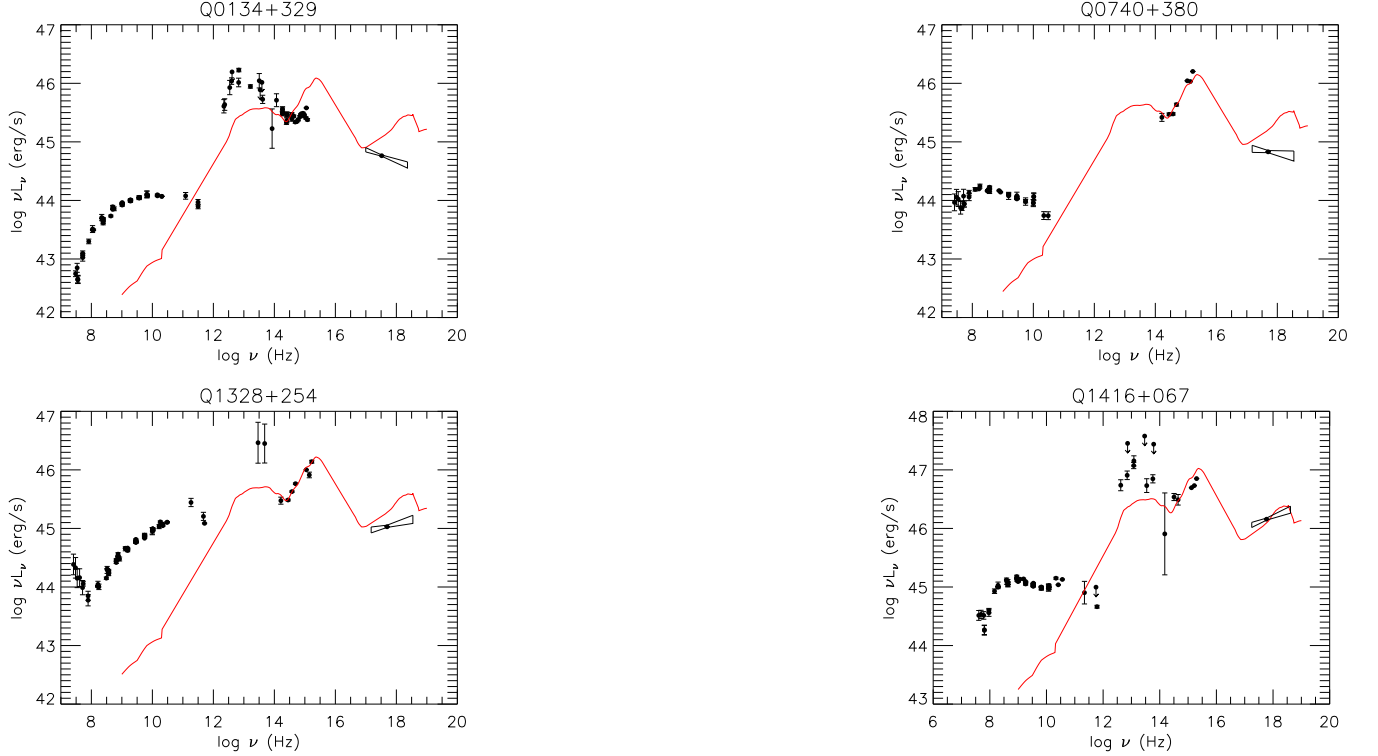 Q0134+329
47
46
45
44
43
42
log νLν (erg/s)
8 10 12 14 16 18 20
log ν (Hz)
Q0740+380
47
46
45
44
43
42
log νLν (erg/s)
8 10 12 14 16 18 20
log ν (Hz)
Q1328+254
47
46
45
44
43
42
log νLν (erg/s)
8 10 12 14 16 18 20
log ν (Hz)
Q1416+067
48
47
46
45
44
43
log νLν (erg/s)
6 8 10 12 14 16 18 20
log ν (Hz)